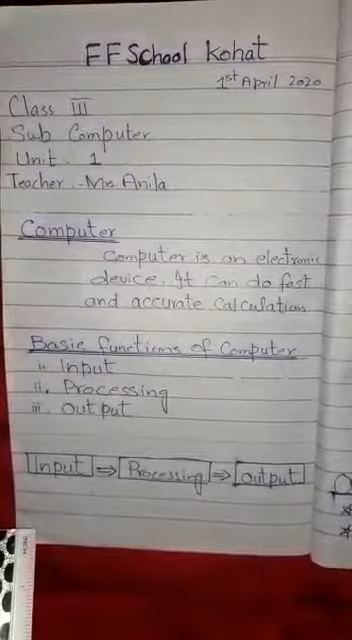 FF School Kohat
1st April 2020
Class III
Sub Computer
Unit. 1
Teacher - Ms. Anila
Computer
Computer is an electronic
device. It can do fast
and accurate calculation
Basic functions of Computer
i. Input
ii. Processing
iii. output
Input ⇒ Processing ⇒ output
INCH